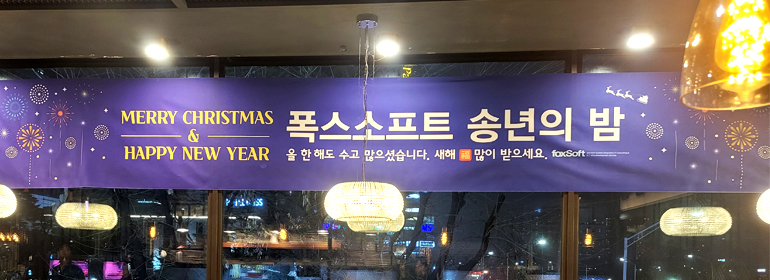 MERRY CHRISTMAS
&
HAPPY NEW YEAR
폭스소프트 송년의 밤
올 한해도 수고 많으셨습니다. 새해 福 많이 받으세요. foxSoft